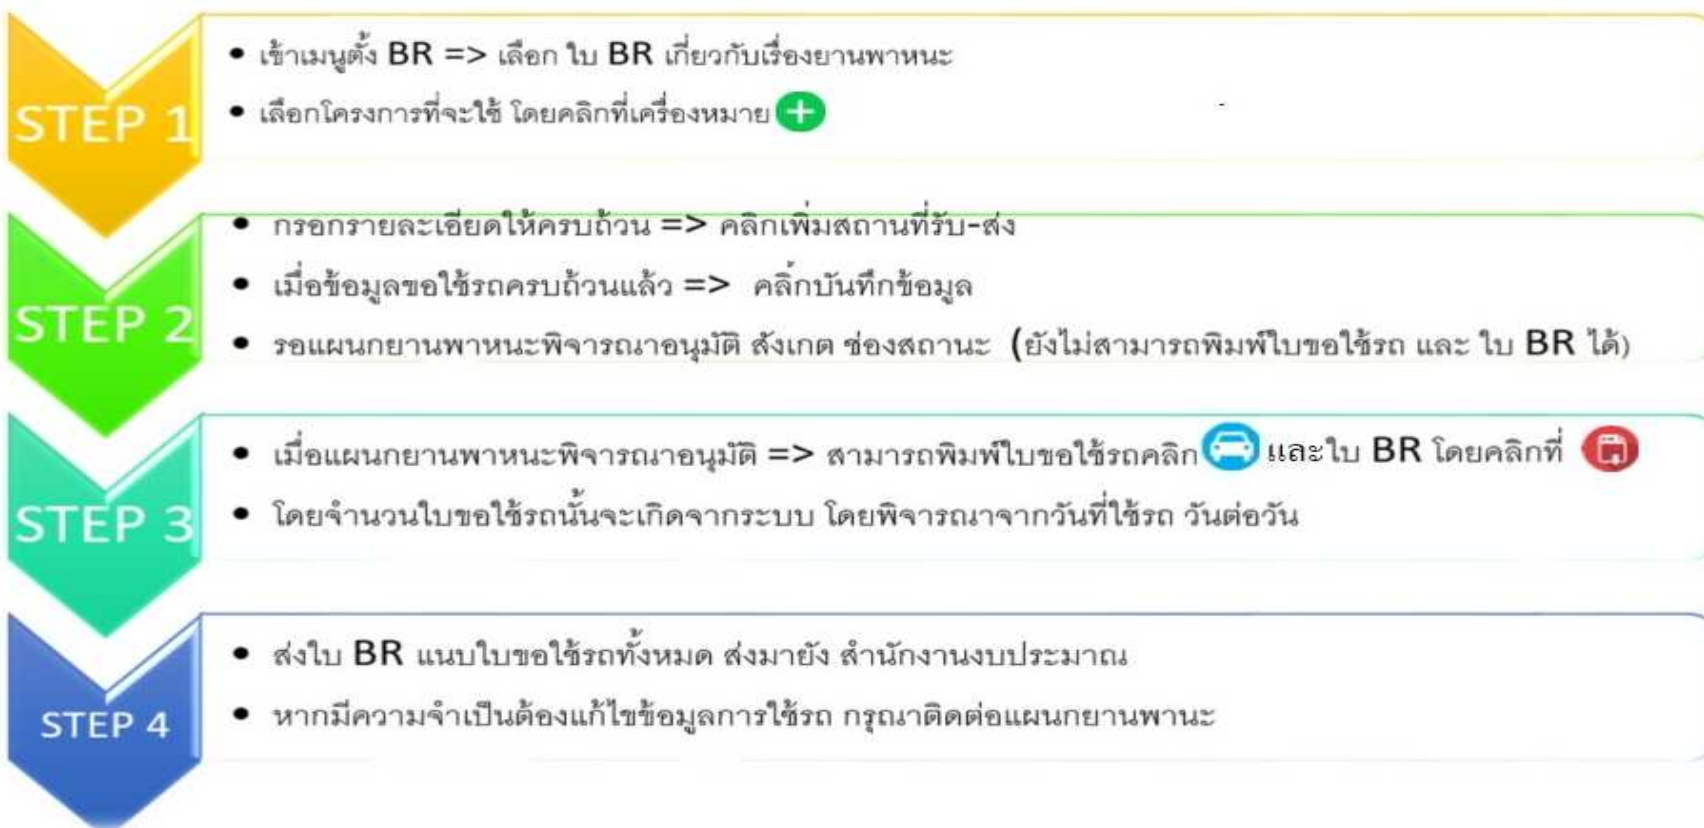 STEP 1
• เข้าเมนูตั้ง BR => เลือก ใบ BR เกี่ยวกับเรื่องยานพาหนะ
• เลือกโครงการที่จะใช้ โดยคลิกที่เครื่องหมาย
STEP 2
• กรอกรายละเอียดให้ครบถ้วน => คลิกเพิ่มสถานที่รับ-ส่ง
• เมื่อข้อมูลขอใช้รถครบถ้วนแล้ว => คลิ้กบันทึกข้อมูล
• รอแผนกยานพาหนะพิจารณาอนุมัติ สังเกต ช่องสถานะ (ยังไม่สามารถพิมพ์ใบขอใช้รถ และ ใบ BR ได้)
STEP 3
• เมื่อแผนกยานพาหนะพิจารณาอนุมัติ => สามารถพิมพ์ใบขอใช้รถคลิก และใบ BR โดยคลิกที่
• โดยจำนวนใบขอใช้รถนั้นจะเกิดจากระบบ โดยพิจารณาจากวันที่ใช้รถ วันต่อวัน
STEP 4
• ส่งใบ BR แนบใบขอใช้รถทั้งหมด ส่งมายัง สำนักงานงบประมาณ
• หากมีความจำเป็นต้องแก้ไขข้อมูลการใช้รถ กรุณาติดต่อแผนกยานพานะ